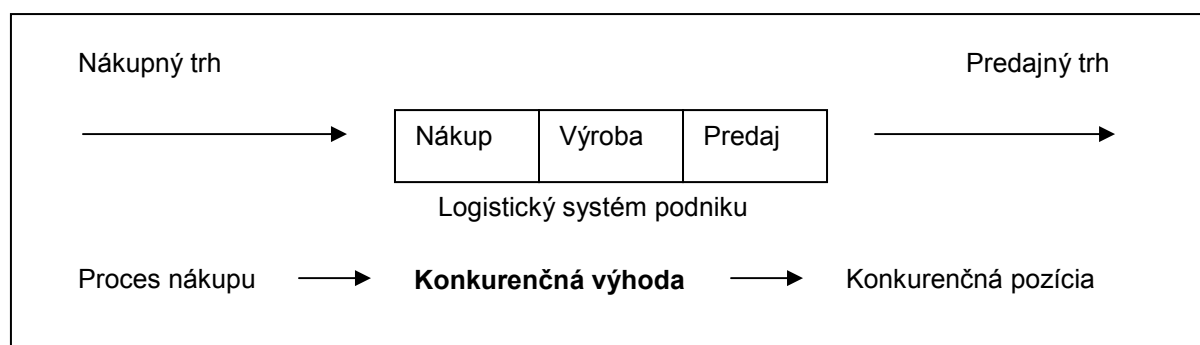 Nákupný trh Predajný trh
Nákup Výroba Predaj
Logistický systém podniku
Proces nákupu Konkurenčná výhoda Konkurenčná pozícia